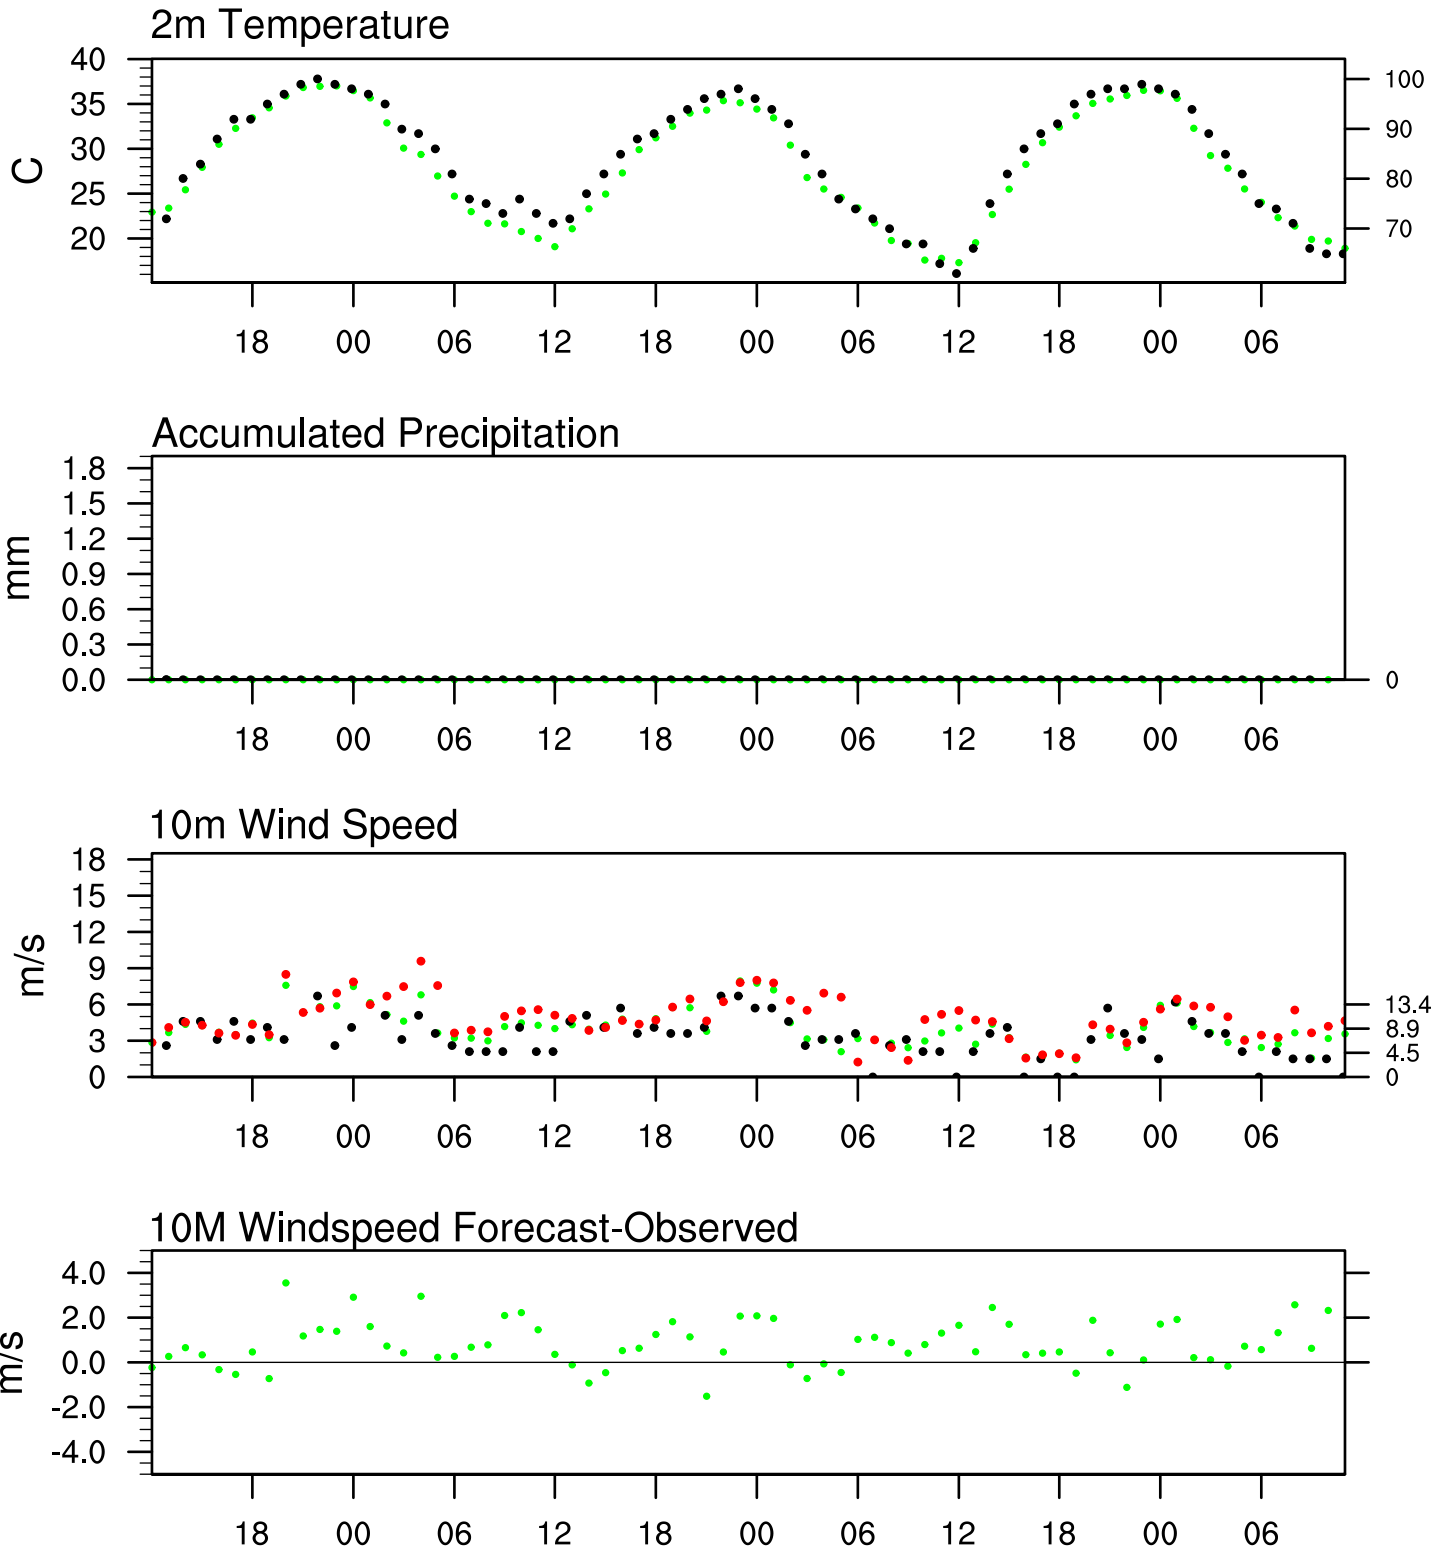 2m Temperature
40
35
30
25
20
C
100
90
80
70
18 00 06 12 18 00 06 12 18 00 06
Accumulated Precipitation
1.8
1.5
1.2
0.9
0.6
0.3
0.0
mm
0
18 00 06 12 18 00 06 12 18 00 06
10m Wind Speed
18
15
12
9
6
3
0
m/s
13.4
8.9
4.5
0
18 00 06 12 18 00 06 12 18 00 06
10M Windspeed Forecast-Observed
4.0
2.0
0.0
-2.0
-4.0
m/s
18 00 06 12 18 00 06 12 18 00 06